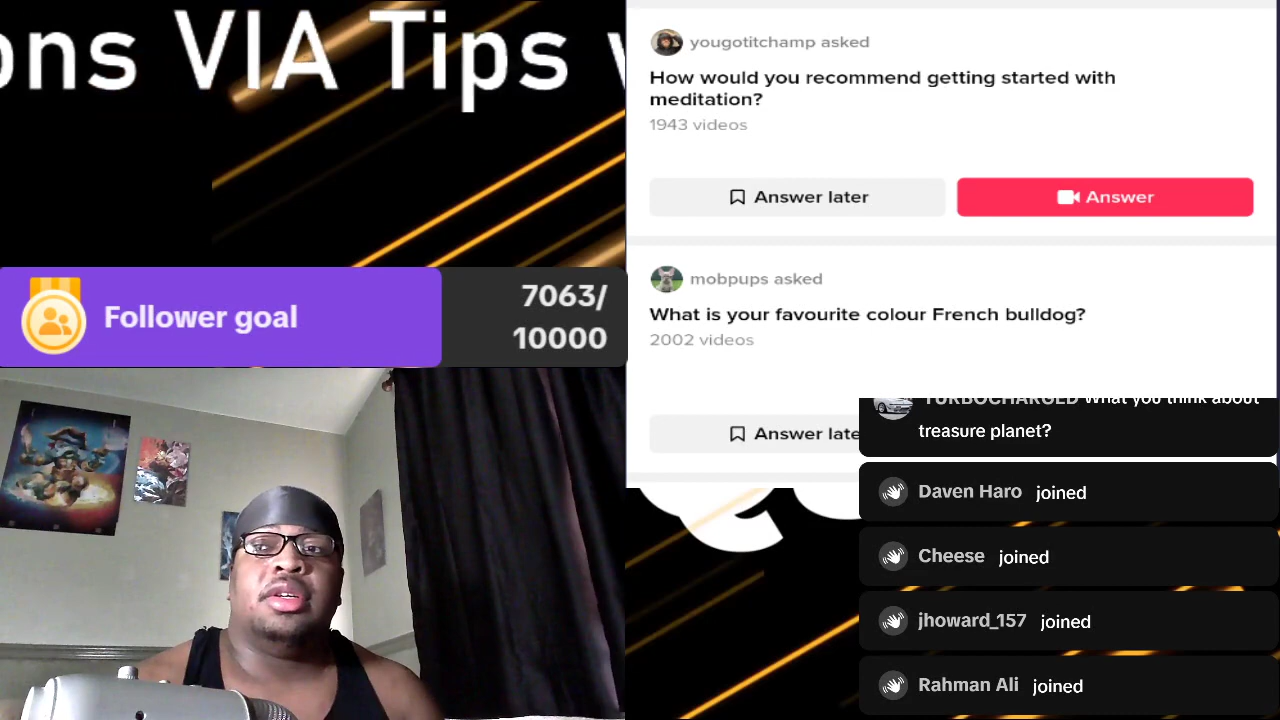 ons VIA Tips
Follower goal
7063/
10000
yougotitchamp asked
How would you recommend getting started with
meditation?
1943 videos
Answer later
Answer
mobpups asked
What is your favourite colour French bulldog?
2002 videos
Answer late
TURBOCHARGED What you think about
treasure planet?
Daven Haro joined
Cheese joined
jhoward_157 joined
Rahman Ali joined